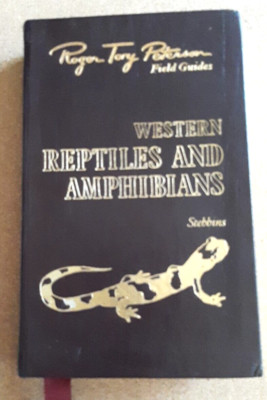 Roger Tory Peterson
Field Guides
WESTERN
REPTILES AND
AMPHIBIANS
Stebbins